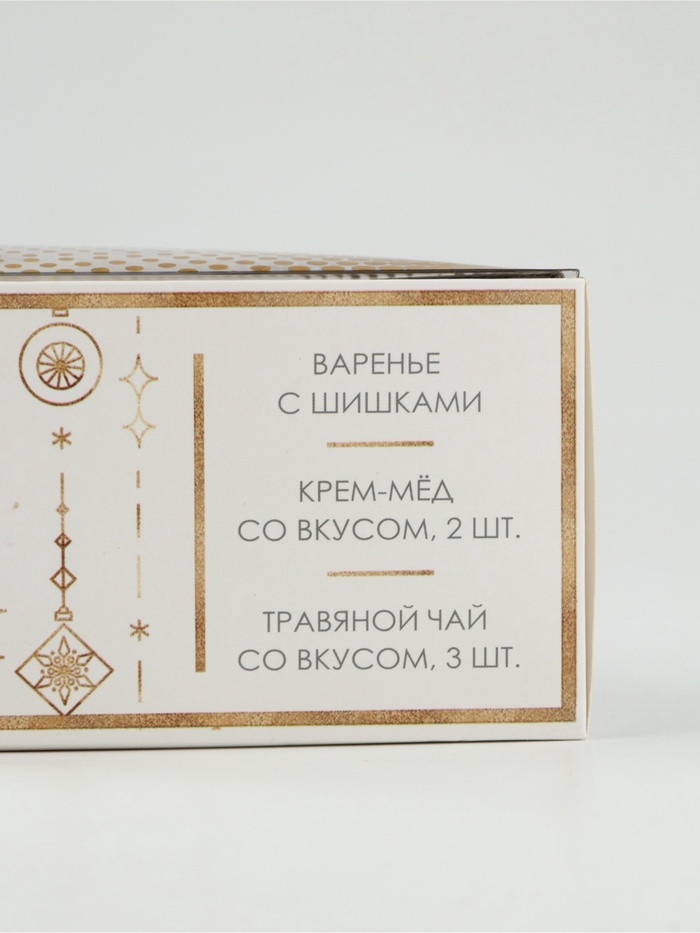 ВАРЕНЬЕ
С ШИШКАМИ
КРЕМ-МЁД
СО ВКУСОМ, 2 ШТ.
ТРАВЯНОЙ ЧАЙ
СО ВКУСОМ, 3 ШТ.